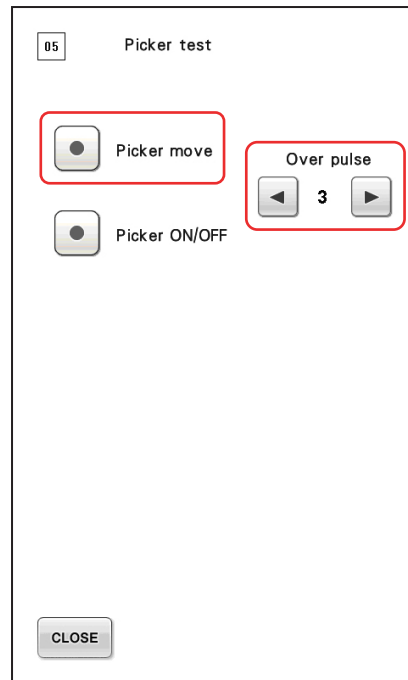 05 Picker test
Picker move
Over pulse
3
Picker ON/OFF
CLOSE